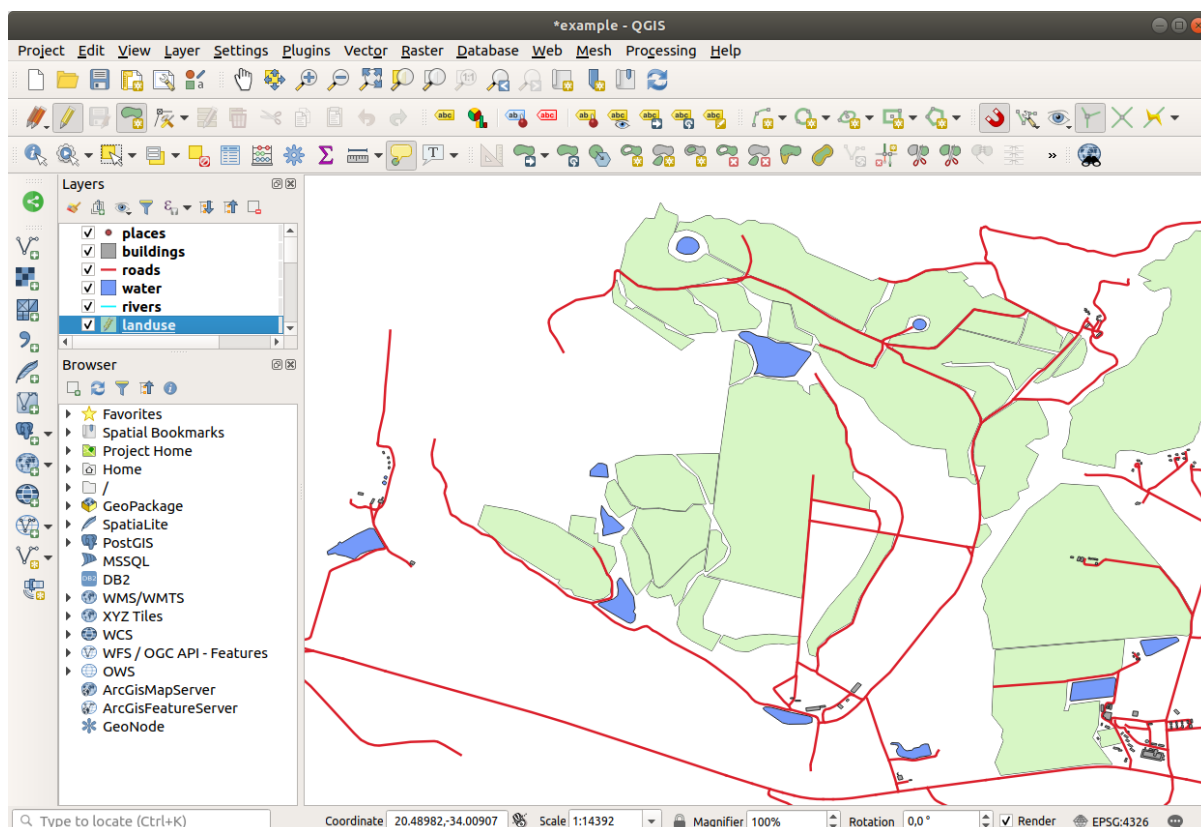 *example - QGIS
Project Edit View Layer Settings Plugins Vector Raster Database Web Mesh Processing Help
Layers
places
buildings
roads
water
rivers
landuse
Browser
Favorites
Spatial Bookmarks
Project Home
Home
/
GeoPackage
SpatiaLite
PostGIS
MSSQL
DB2
WMS/WMTS
XYZ Tiles
WCS
WFS / OGC API - Features
OWS
ArcGisMapServer
ArcGisFeatureServer
GeoNode
Type to locate (Ctrl+K) Coordinate 20.48982,-34.00907 Scale 1:14392 Magnifier 100% Rotation 0,0 ° Render EPSG:4326